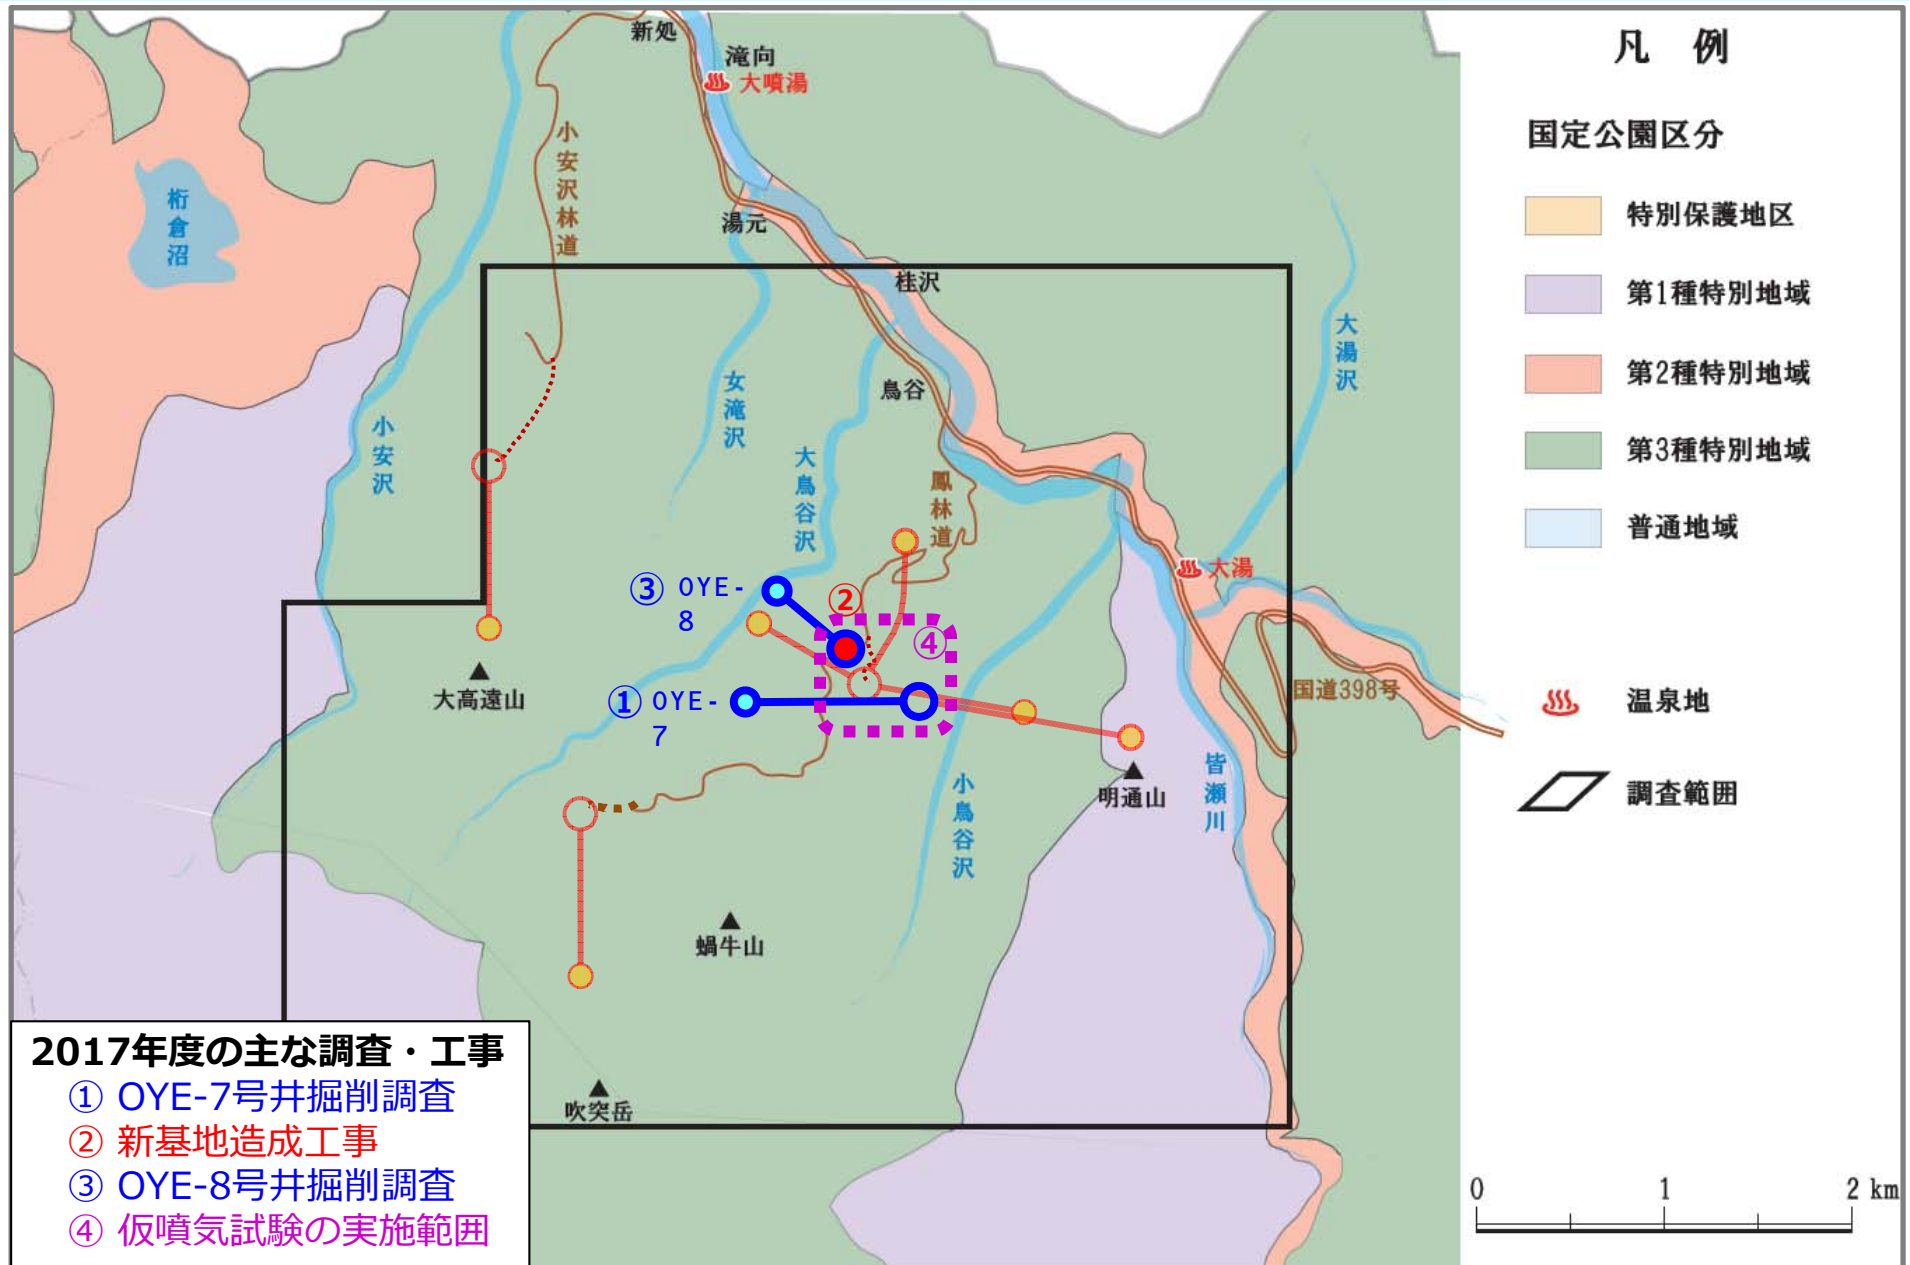 新処
滝向
大噴湯
小安沢林道
桁倉沼
湯元
桂沢
大湯沢
女滝沢
鳥谷
小安沢
大鳥谷沢
鳳林道
大湯
③ OYE-
8
②
④
① OYE-
7
大高遠山
国道398号
皆瀬川
明通山
小鳥谷沢
蝸牛山
吹突岳
2017年度の主な調査・工事
① OYE-7号井掘削調査
② 新基地造成工事
③ OYE-8号井掘削調査
④ 仮噴気試験の実施範囲
凡 例
国定公園区分
特別保護地区
第1種特別地域
第2種特別地域
第3種特別地域
普通地域
温泉地
調査範囲
0 1 2 km